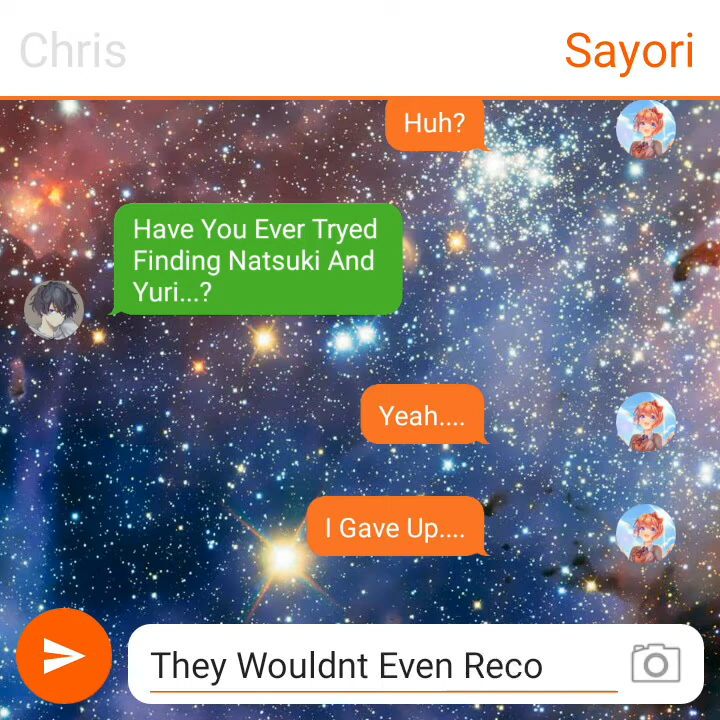 Chris
Sayori
Huh?
Have You Ever Tryed
Finding Natsuki And
Yuri...?
Yeah....
I Gave Up....
They Wouldnt Even Reco